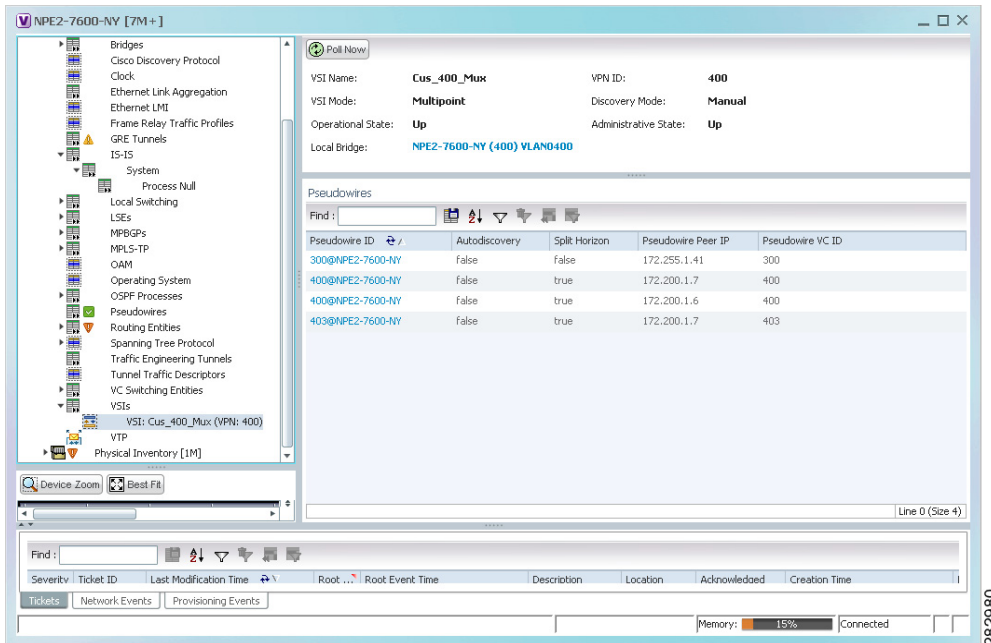 NPE2-7600-NY [7M+]
Bridges
Cisco Discovery Protocol
Clock
Ethernet Link Aggregation
Ethernet LMI
Frame Relay Traffic Profiles
GRE Tunnels
IS-IS
System
Process Null
Local Switching
LSEs
MPBGPs
MPLS-TP
OAM
Operating System
OSPF Processes
Pseudowires
Routing Entities
Spanning Tree Protocol
Traffic Engineering Tunnels
Tunnel Traffic Descriptors
VC Switching Entities
VSIs
VSI: Cus_400_Mux (VPN: 400)
VTP
Physical Inventory [1M]
Device Zoom Best Fit
Poll Now
VSI Name: Cus_400_Mux VPN ID: 400
VSI Mode: Multipoint Discovery Mode: Manual
Operational State: Up Administrative State: Up
Local Bridge: NPE2-7600-NY (400) VLAN0400
Pseudowires
Find :
Pseudowire ID Autodiscovery Split Horizon Pseudowire Peer IP Pseudowire VC ID
300@NPE2-7600-NY false false 172.255.1.41 300
400@NPE2-7600-NY false true 172.200.1.7 400
400@NPE2-7600-NY false true 172.200.1.6 400
403@NPE2-7600-NY false true 172.200.1.7 403
Line 0 (Size 4)
Find :
Severity Ticket ID Last Modification Time Root ... Root Event Time Description Location Acknowledged Creation Time
Tickets Network Events Provisioning Events
Memory: 15% Connected